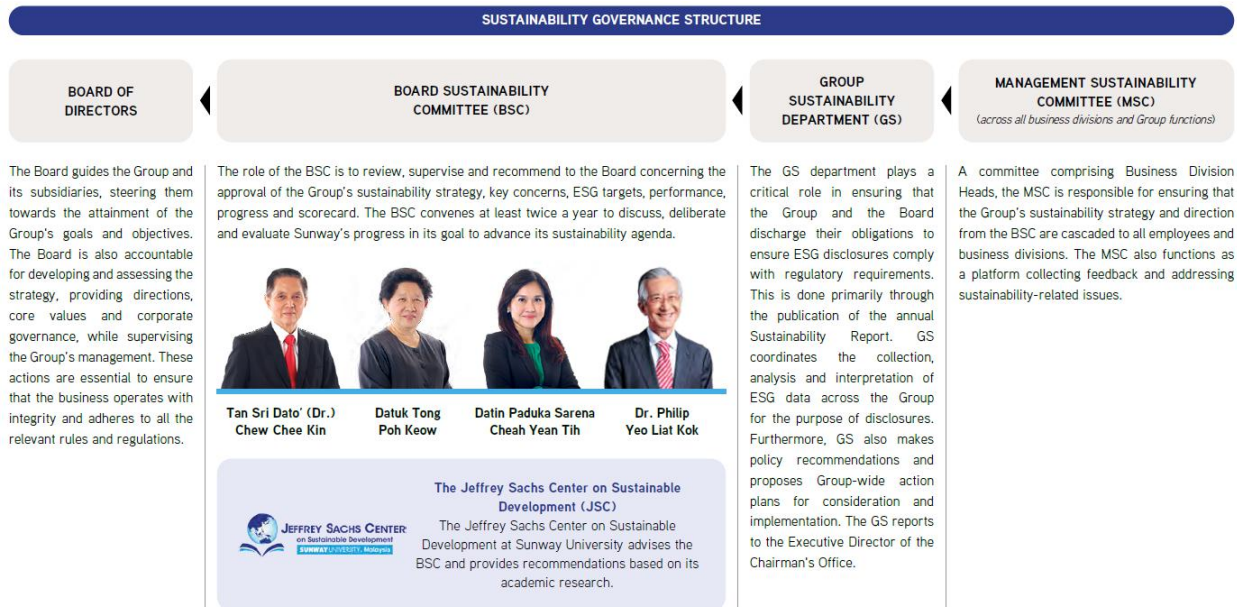 SUSTAINABILITY GOVERNANCE STRUCTURE
BOARD OF
DIRECTORS
The Board guides the Group and
its subsidiaries, steering them
towards the attainment of the
Group's goals and objectives.
The Board is also accountable
for developing and assessing the
strategy, providing directions,
core values and corporate
governance, while supervising
the Group's management. These
actions are essential to ensure
that the business operates with
integrity and adheres to all the
relevant rules and regulations.
BOARD SUSTAINABILITY
COMMITTEE (BSC)
The role of the BSC is to review, supervise and recommend to the Board concerning the
approval of the Group's sustainability strategy, key concerns, ESG targets, performance,
progress and scorecard. The BSC convenes at least twice a year to discuss, deliberate
and evaluate Sunway's progress in its goal to advance its sustainability agenda.
Tan Sri Dato' (Dr.)
Chew Chee Kin
Datuk Tong
Poh Keow
Datin Paduka Sarena
Cheah Yean Tih
Dr. Philip
Yeo Liat Kok
JEFFREY SACHS CENTER
on Sustainable Development
SUNWAY UNIVERSITY, Malaysia
The Jeffrey Sachs Center on Sustainable
Development (JSC)
The Jeffrey Sachs Center on Sustainable
Development at Sunway University advises the
BSC and provides recommendations based on its
academic research.
GROUP
SUSTAINABILITY
DEPARTMENT (GS)
The GS department plays a
critical role in ensuring that
the Group and the Board
discharge their obligations to
ensure ESG disclosures comply
with regulatory requirements.
This is done primarily through
the publication of the annual
Sustainability Report. GS
coordinates the collection,
analysis and interpretation of
ESG data across the Group
for the purpose of disclosures.
Furthermore, GS also makes
policy recommendations and
proposes Group-wide action
plans for consideration and
implementation. The GS reports
to the Executive Director of the
Chairman's Office.
MANAGEMENT SUSTAINABILITY
COMMITTEE (MSC)
(across all business divisions and Group functions)
A committee comprising Business Division
Heads, the MSC is responsible for ensuring that
the Group's sustainability strategy and direction
from the BSC are cascaded to all employees and
business divisions. The MSC also functions as
a platform collecting feedback and addressing
sustainability-related issues.